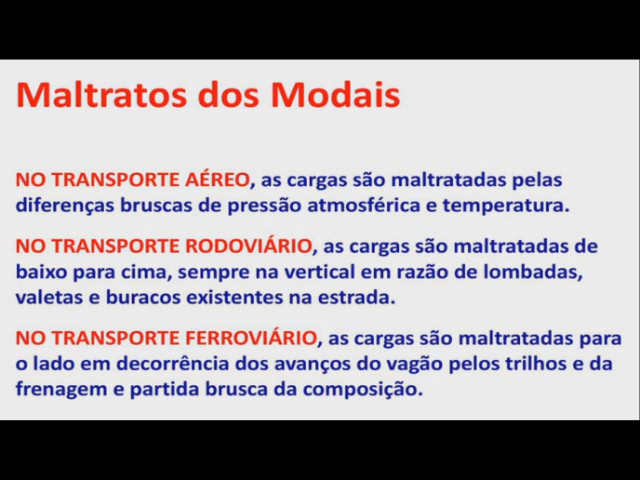 Maltratos dos Modais
NO TRANSPORTE AÉREO, as cargas são maltratadas pelas
diferenças bruscas de pressão atmosférica e temperatura.
NO TRANSPORTE RODOVIÁRIO, as cargas são maltratadas de
baixo para cima, sempre na vertical em razão de lombadas,
valetas e buracos existentes na estrada.
NO TRANSPORTE FERROVIÁRIO, as cargas são maltratadas para
o lado em decorrência dos avanços do vagão pelos trilhos e da
frenagem e partida brusca da composição.